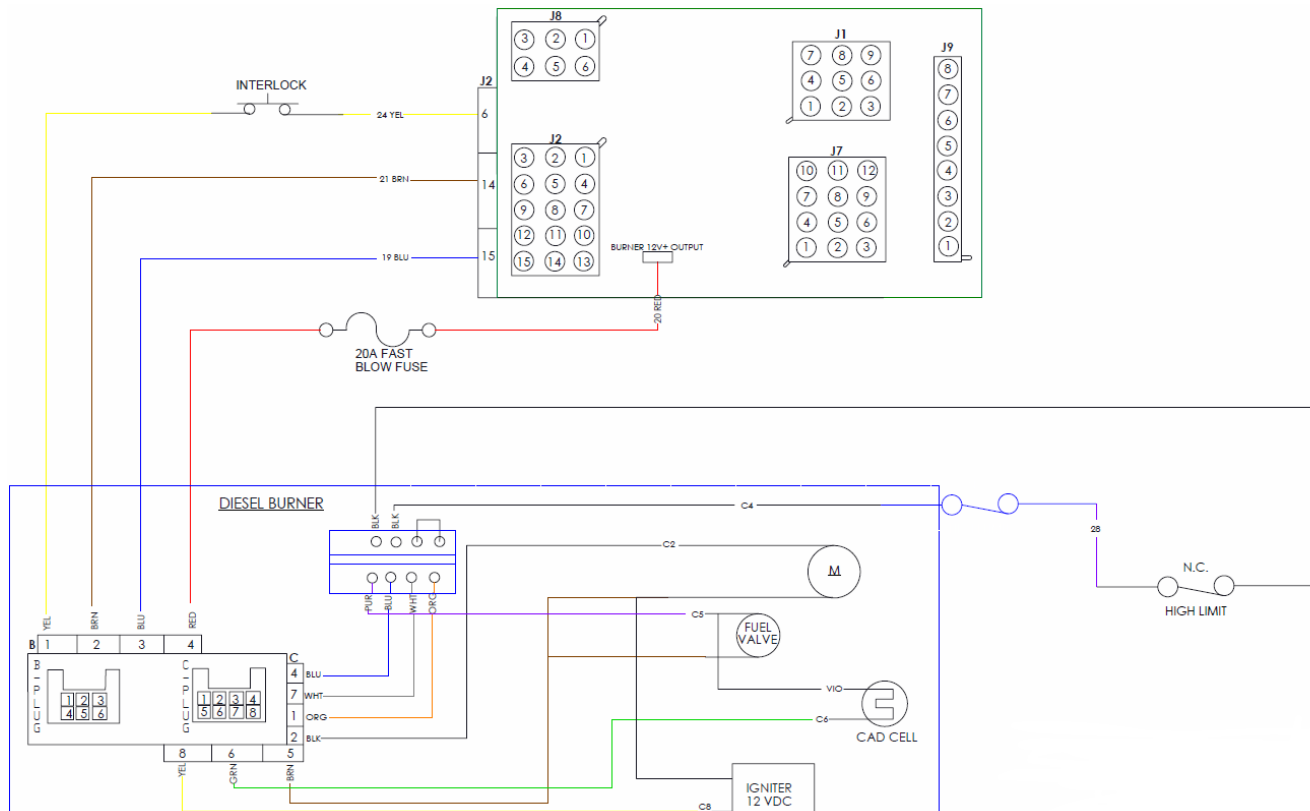 J8
3 2 1
4 5 6
J1
7 8 9
4 5 6
1 2 3
J9
8
7
6
5
4
3
2
1
INTERLOCK
24 YEL
J2
6
14
15
J2
3 2 1
6 5 4
9 8 7
12 11 10
15 14 13
J7
10 11 12
7 8 9
4 5 6
1 2 3
21 BRN
19 BLU
BURNER 12V+ OUTPUT
20 RED
20A FAST
BLOW FUSE
DIESEL BURNER
BLK
BLK
C4
28
N.C.
HIGH LIMIT
C2
M
PUR
BLU
WHT
ORG
C5
FUEL
VALVE
VIO
C6
CAD CELL
YEL
BRN
BLU
RED
B 1 2 3 4
B-PLUG
1 2 3
4 5 6
C-PLUG
1 2 3 4
5 6 7 8
C
4 BLU
7 WHT
1 ORG
2 BLK
8 6 5
YEL
GRN
BRN
C8
IGNITER
12 VDC